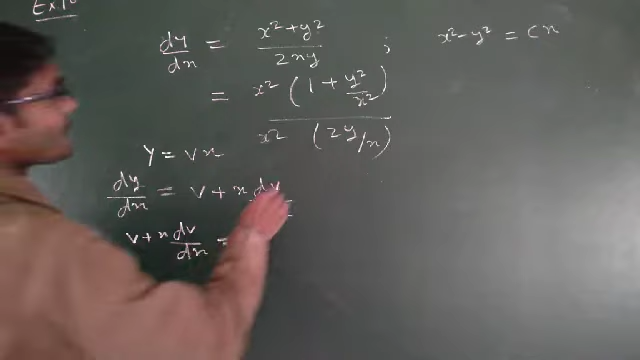 Ex 10
dy/dx = (x² + y²)/(2xy) ; x² - y² = cx
= x² (1 + y²/x²) / x² (2y/x)
y = vx
dy/dx = v + x dv
v + x dv/dx =